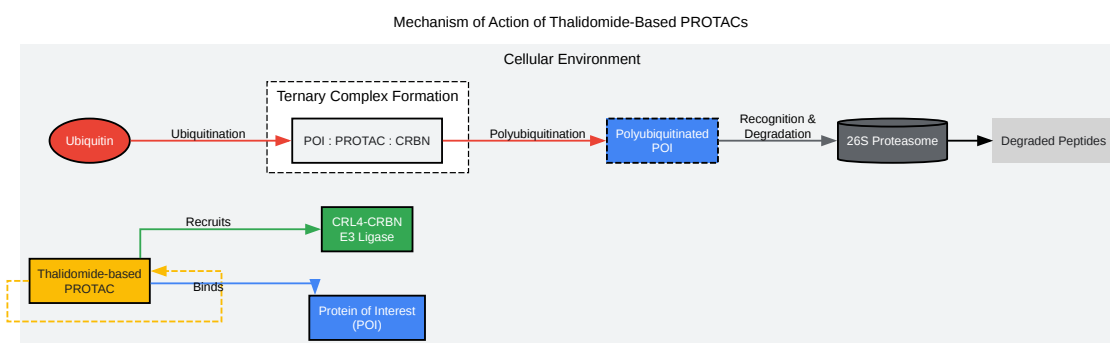 Mechanism of Action of Thalidomide-Based PROTACs
Cellular Environment
Ternary Complex Formation
Ubiquitin
Ubiquitination
POI : PROTAC : CRBN
Polyubiquitination
Polyubiquitinated
POI
Recognition &
Degradation
26S Proteasome
Degraded Peptides
Recruits
CRL4-CRBN
E3 Ligase
Thalidomide-based
PROTAC
Binds
Protein of Interest
(POI)